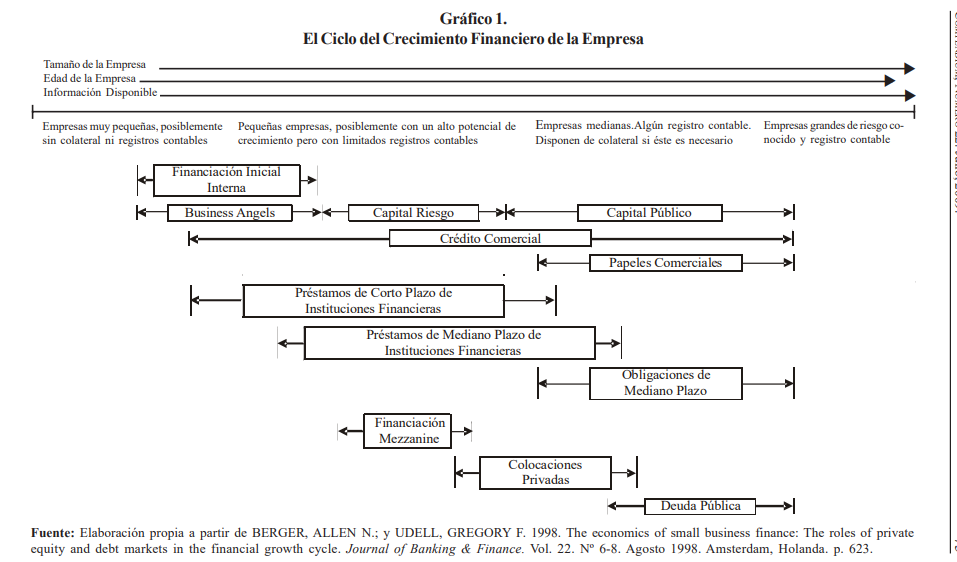 Gráfico 1.
El Ciclo del Crecimiento Financiero de la Empresa
Tamaño de la Empresa
Edad de la Empresa
Información Disponible
Empresas muy pequeñas, posiblemente
sin colateral ni registros contables
Pequeñas empresas, posiblemente con un alto potencial de
crecimiento pero con limitados registros contables
Empresas medianas.Algún registro contable.
Disponen de colateral si éste es necesario
Empresas grandes de riesgo co-
nocido y registro contable
Financiación Inicial
Interna
Business Angels
Capital Riesgo
Capital Público
Crédito Comercial
Papeles Comerciales
Préstamos de Corto Plazo de
Instituciones Financieras
Préstamos de Mediano Plazo de
Instituciones Financieras
Obligaciones de
Mediano Plazo
Financiación
Mezzanine
Colocaciones
Privadas
Deuda Pública
Fuente: Elaboración propia a partir de BERGER, ALLEN N.; y UDELL, GREGORY F. 1998. The economics of small business finance: The roles of private
equity and debt markets in the financial growth cycle. Journal of Banking & Finance. Vol. 22. Nº 6-8. Agosto 1998. Amsterdam, Holanda. p. 623.